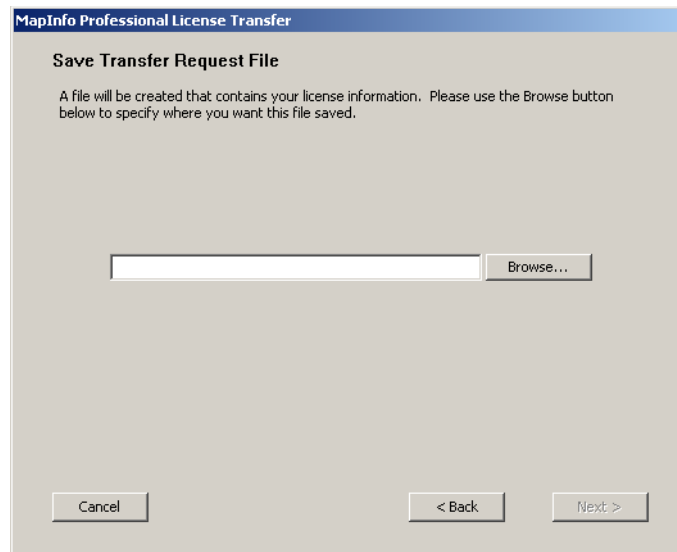 MapInfo Professional License Transfer
Save Transfer Request File
A file will be created that contains your license information.  Please use the Browse button
below to specify where you want this file saved.
Browse...
Cancel
< Back
Next >